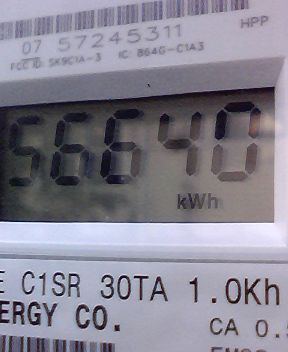 07 57245311
HPP
FCC ID: SK9C1A-3 IC: 864G-C1A3
56640
kWh
C1SR 30TA 1.0Kh
CO.
CA 0.